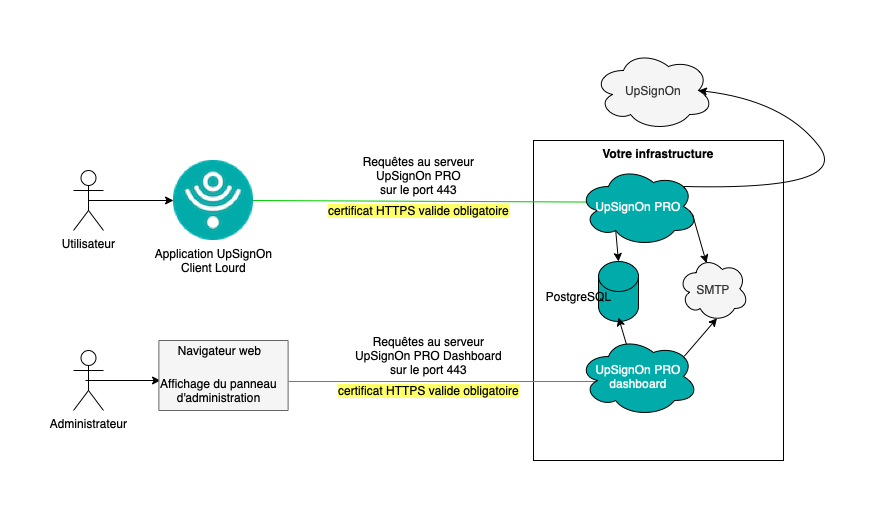 UpSignOn
Votre infrastructure
Requêtes au serveur
UpSignOn PRO
sur le port 443
certificat HTTPS valide obligatoire
UpSignOn PRO
Utilisateur
Application UpSignOn
Client Lourd
PostgreSQL
SMTP
Requêtes au serveur
UpSignOn PRO Dashboard
sur le port 443
certificat HTTPS valide obligatoire
Navigateur web
Affichage du panneau
d'administration
UpSignOn PRO
dashboard
Administrateur